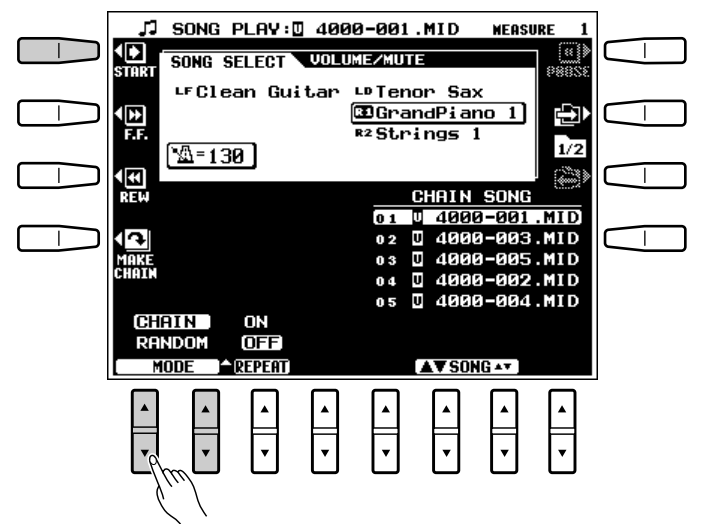 SONG PLAY: U 4000-001.MID MEASURE 1
START
SONG SELECT VOLUME/MUTE
PAUSE
LF Clean Guitar LD Tenor Sax
R1 GrandPiano 1
F.F.
R2 Strings 1
=130
1/2
REW
CHAIN SONG
01 U 4000-001.MID
02 U 4000-003.MID
MAKE CHAIN
03 U 4000-005.MID
04 U 4000-002.MID
05 U 4000-004.MID
CHAIN ON
RANDOM OFF
MODE ▲REPEAT ▲▼SONG▲▼